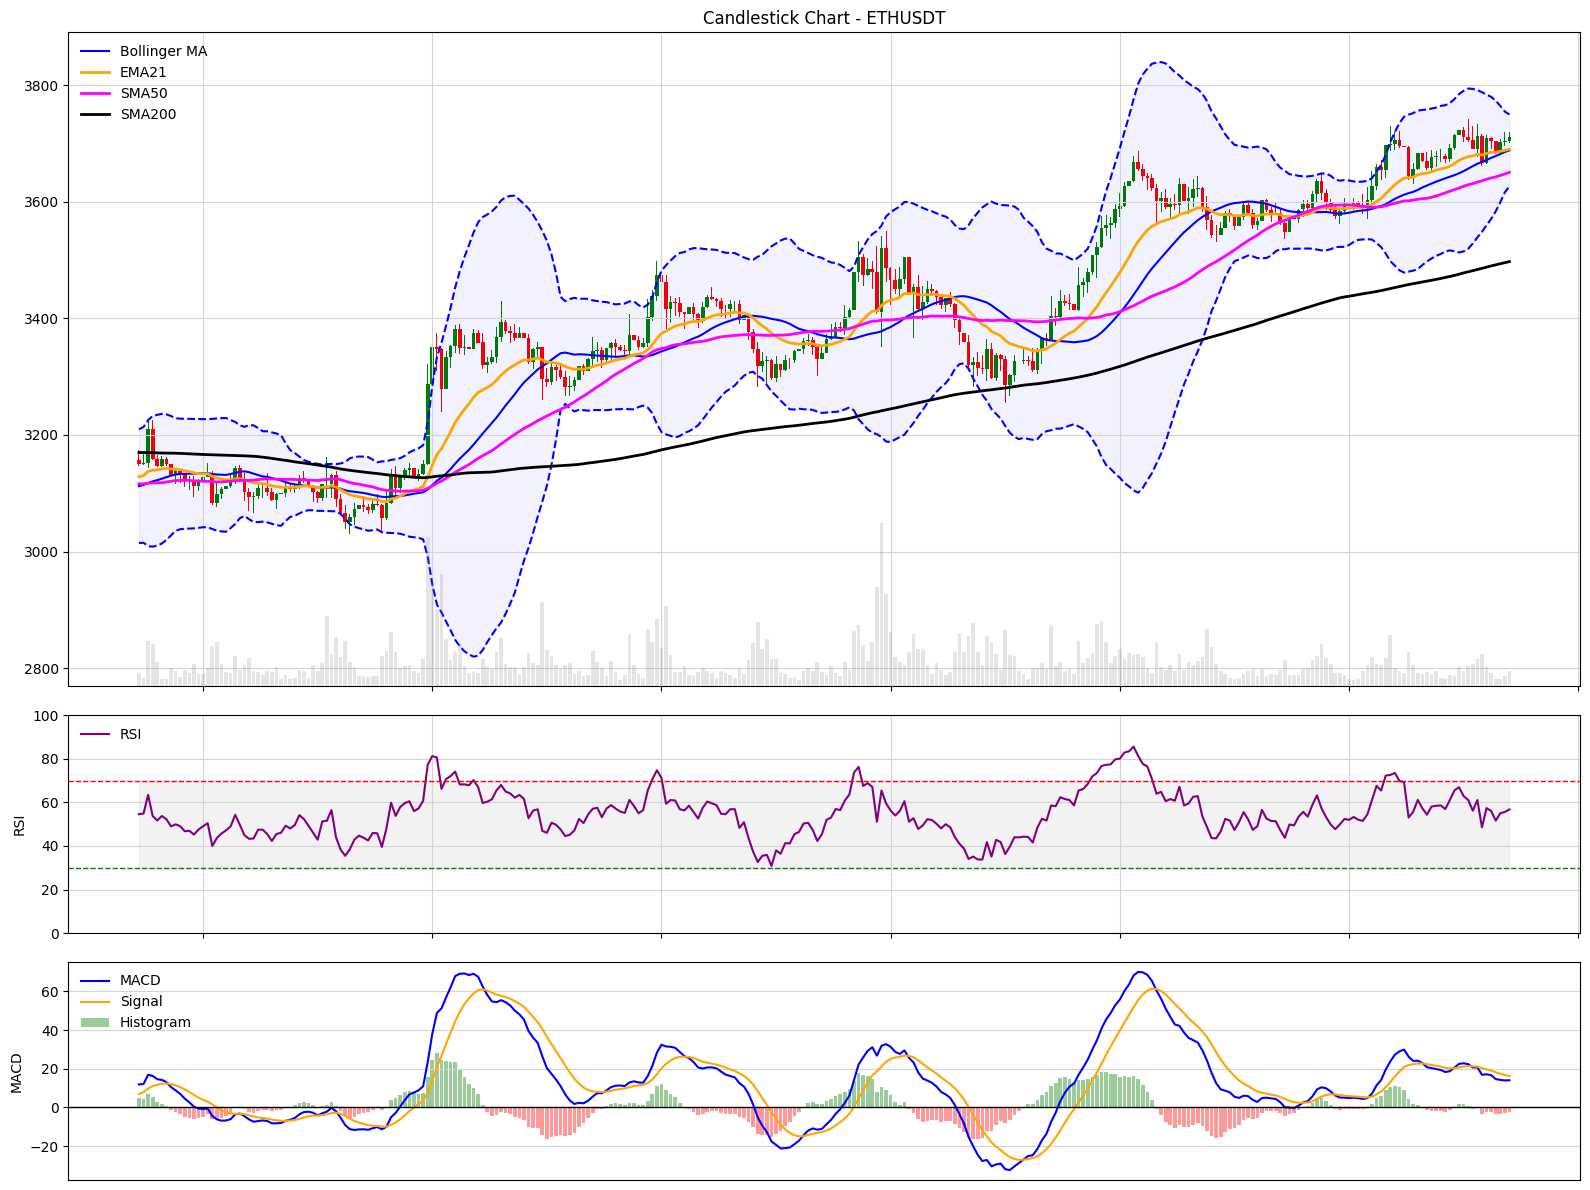 Candlestick Chart - ETHUSDT
Bollinger MA
EMA21
SMA50
SMA200
3800
3600
3400
3200
3000
2800
RSI
100
80
60
40
20
0
RSI
MACD
Signal
Histogram
60
40
20
0
−20
MACD